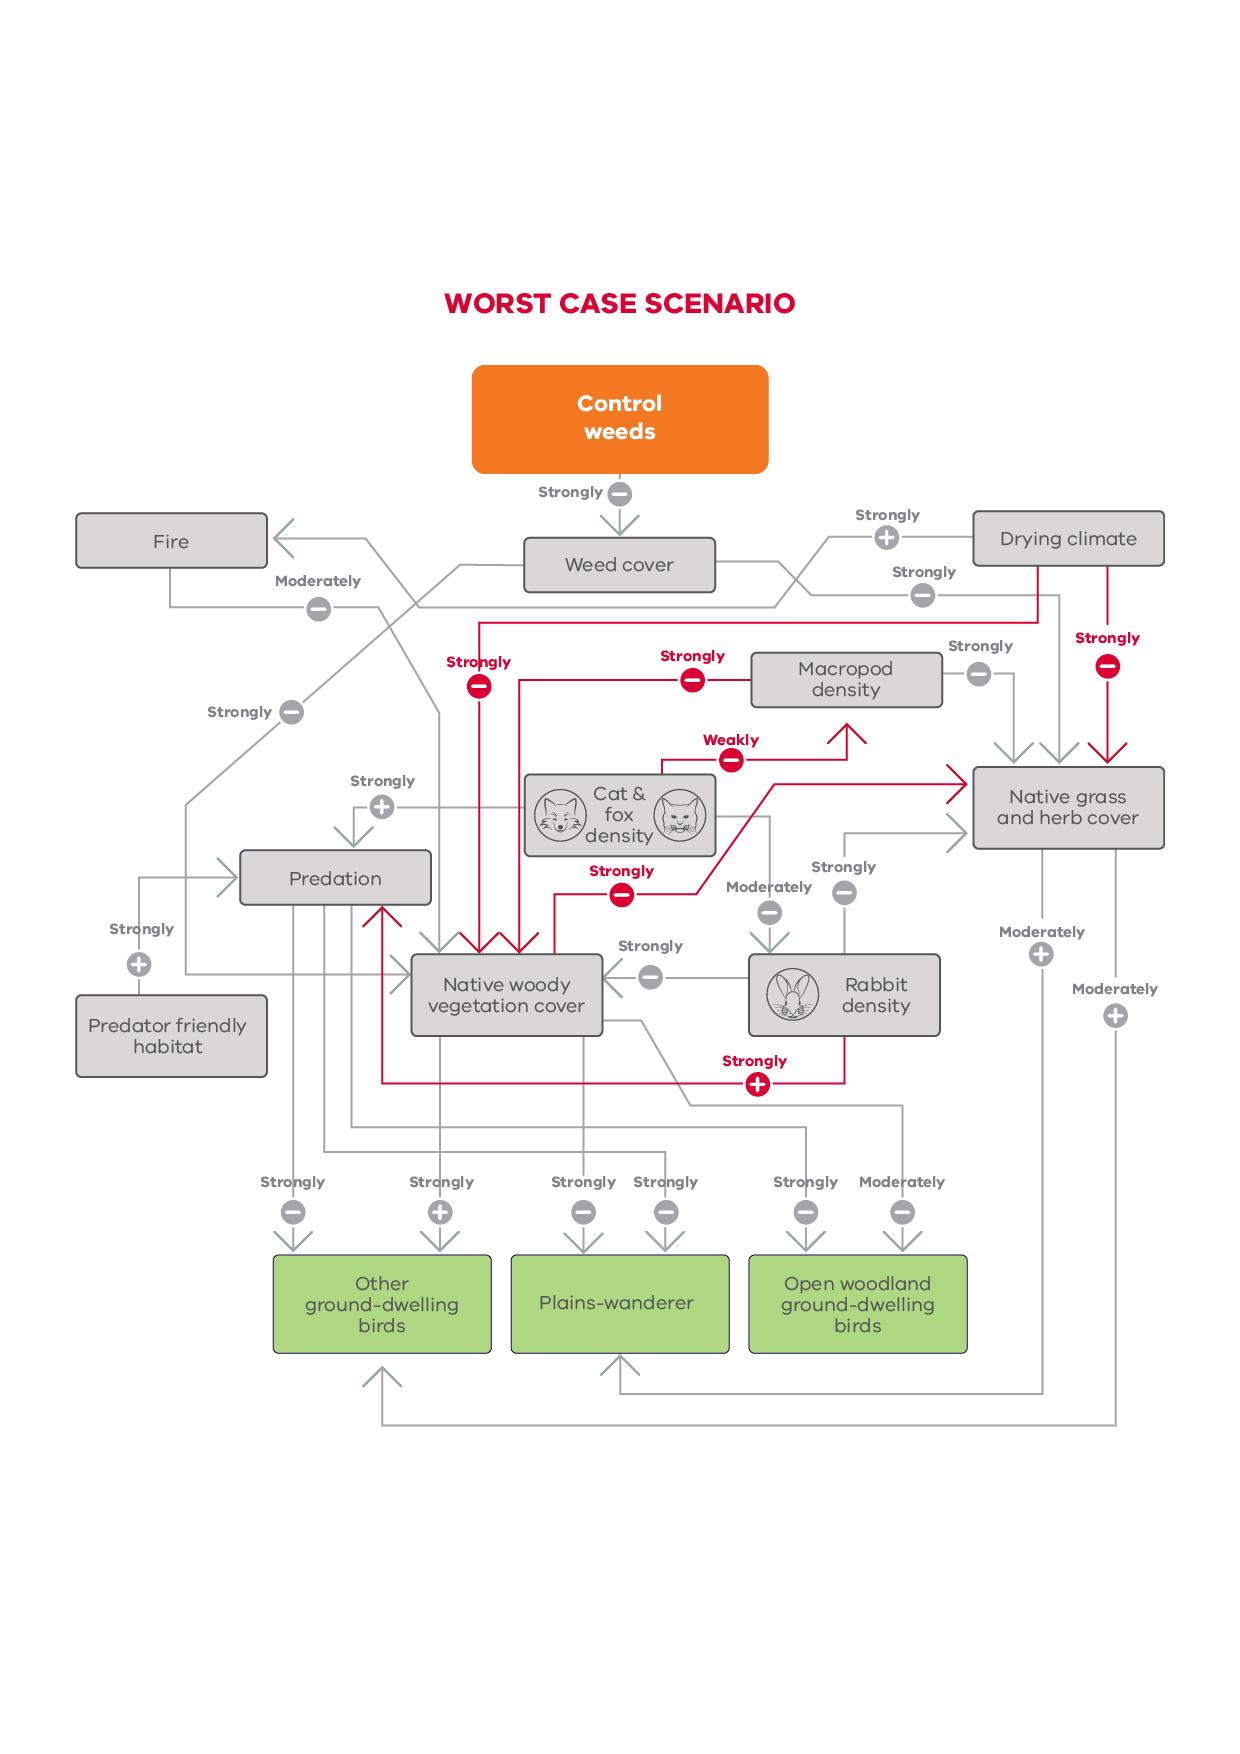 WORST CASE SCENARIO
Control
weeds
Strongly
Strongly
Fire
Drying climate
Weed cover
Moderately
Strongly
Strongly
Strongly
Strongly
Strongly
Macropod
density
Strongly
Weakly
Strongly
Cat &
fox
density
Native grass
and herb cover
Strongly
Strongly
Moderately
Predation
Strongly
Moderately
Strongly
Native woody
vegetation cover
Rabbit
density
Moderately
Predator friendly
habitat
Strongly
Strongly
Strongly
Strongly
Strongly
Strongly
Moderately
Other
ground-dwelling
birds
Plains-wanderer
Open woodland
ground-dwelling
birds